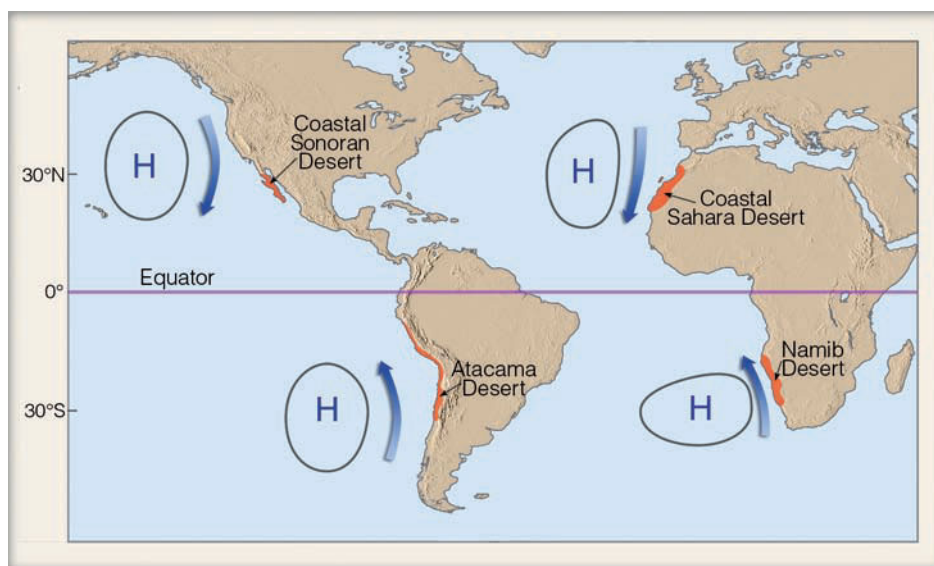 Coastal
Sonoran
Desert
H
H
30°N
Coastal
Sahara Desert
Equator
0°
Namib
Desert
Atacama
Desert
H
H
30°S